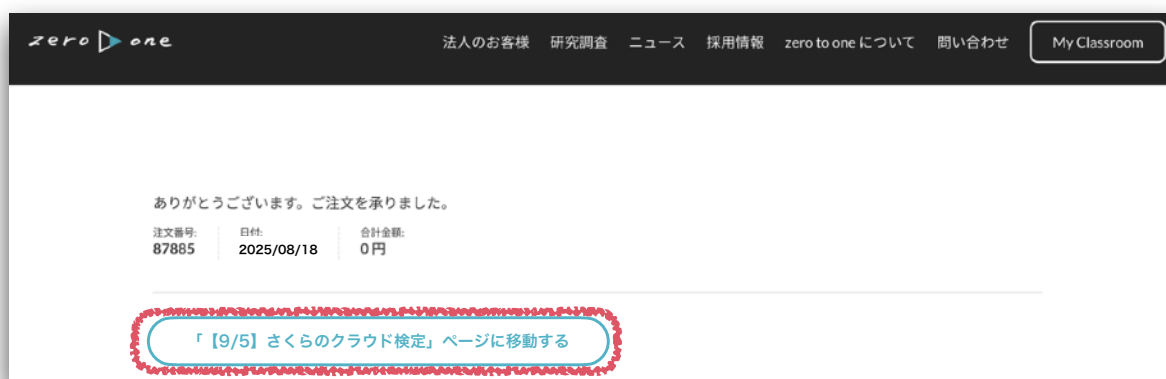 zero one
法人のお客様 研究調査 ニュース 採用情報 zero to one について 問い合わせ My Classroom
ありがとうございます。ご注文を承りました。
注文番号: 日付: 合計金額:
87885 2025/08/18 0円
「【9/5】さくらのクラウド検定」ページに移動する